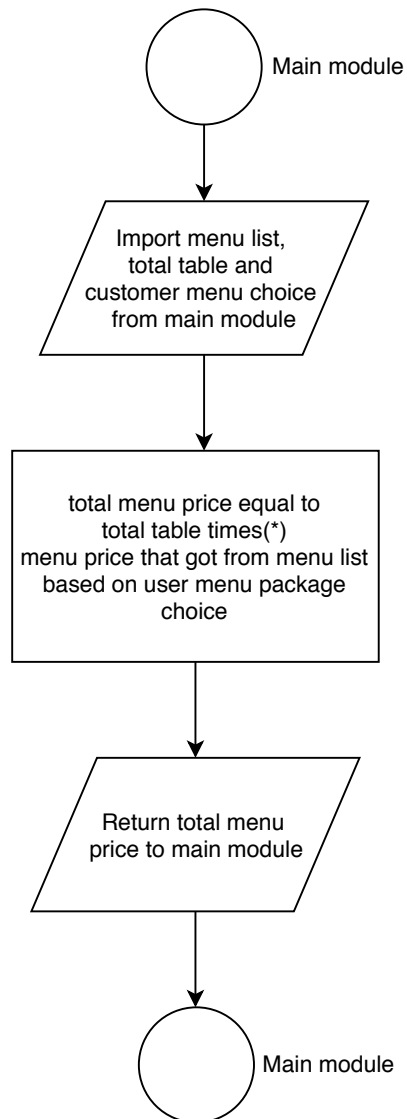 Main module
Import menu list,
total table and
customer menu choice
from main module
total menu price equal to
total table times(*)
menu price that got from menu list
based on user menu package
choice
Return total menu
price to main module
Main module